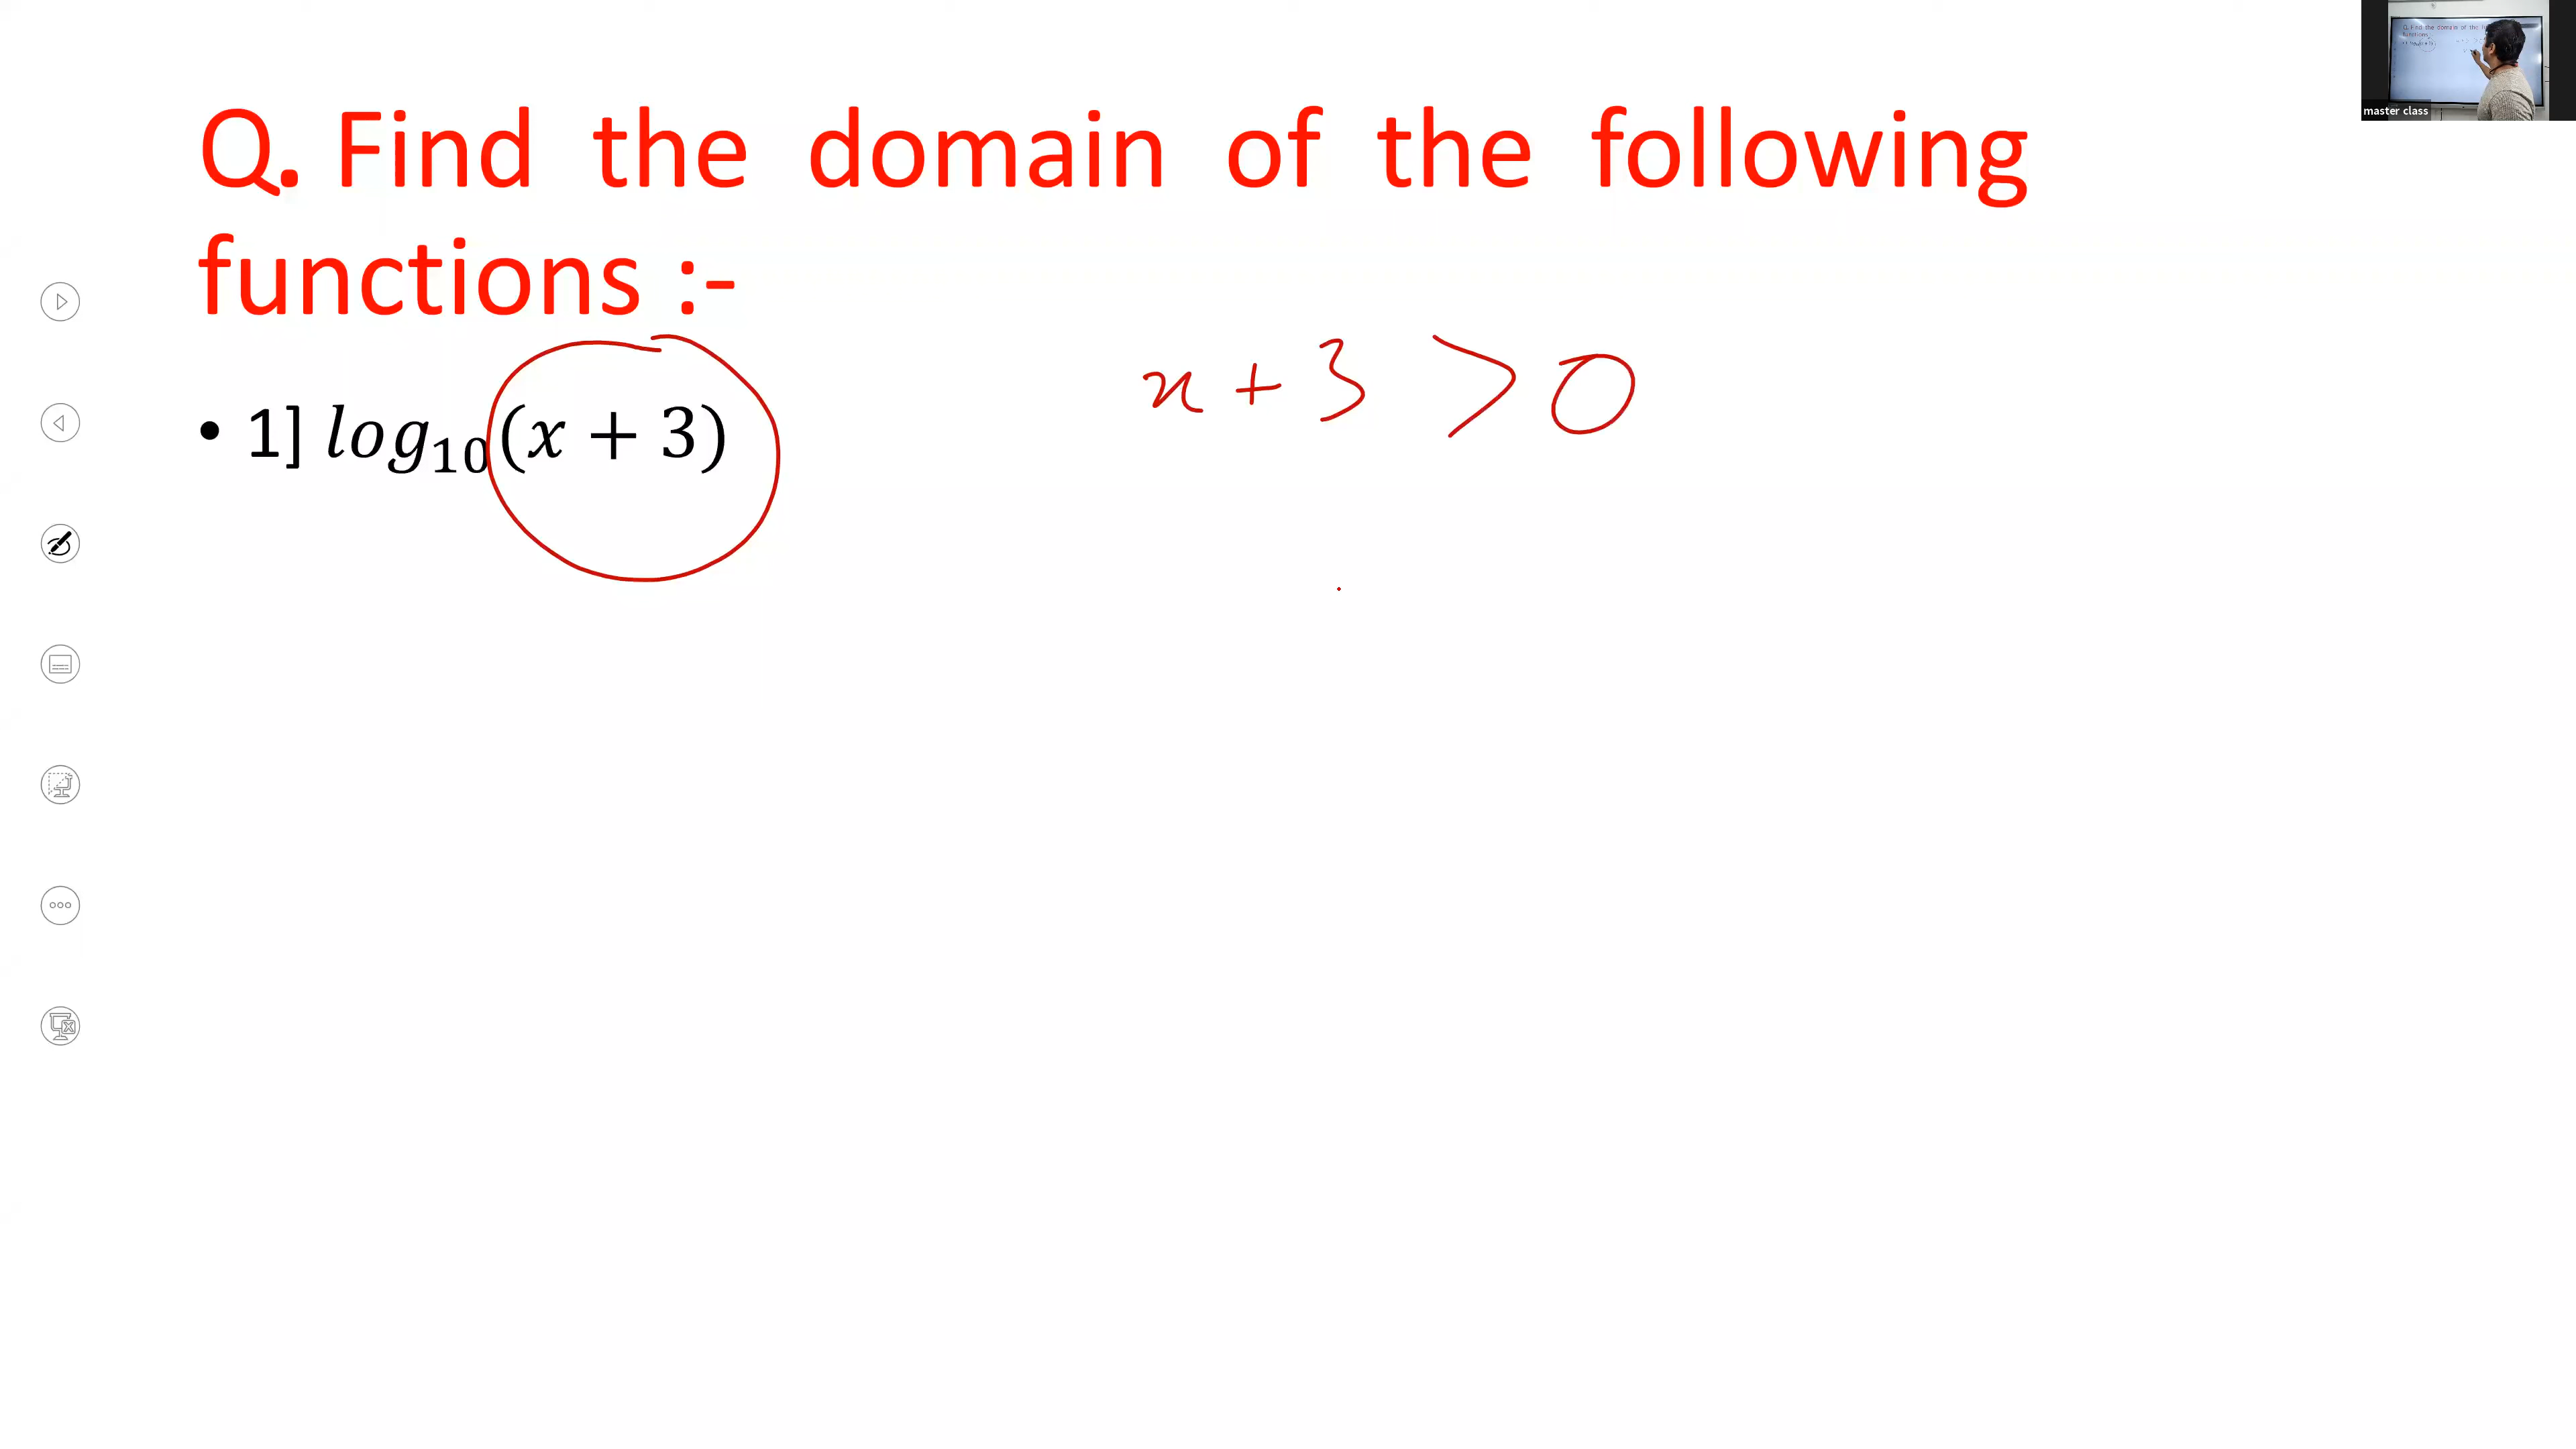 Q. Find the domain of the following
functions :-
• 1] log₁₀(x + 3)
x + 3 > 0
master class